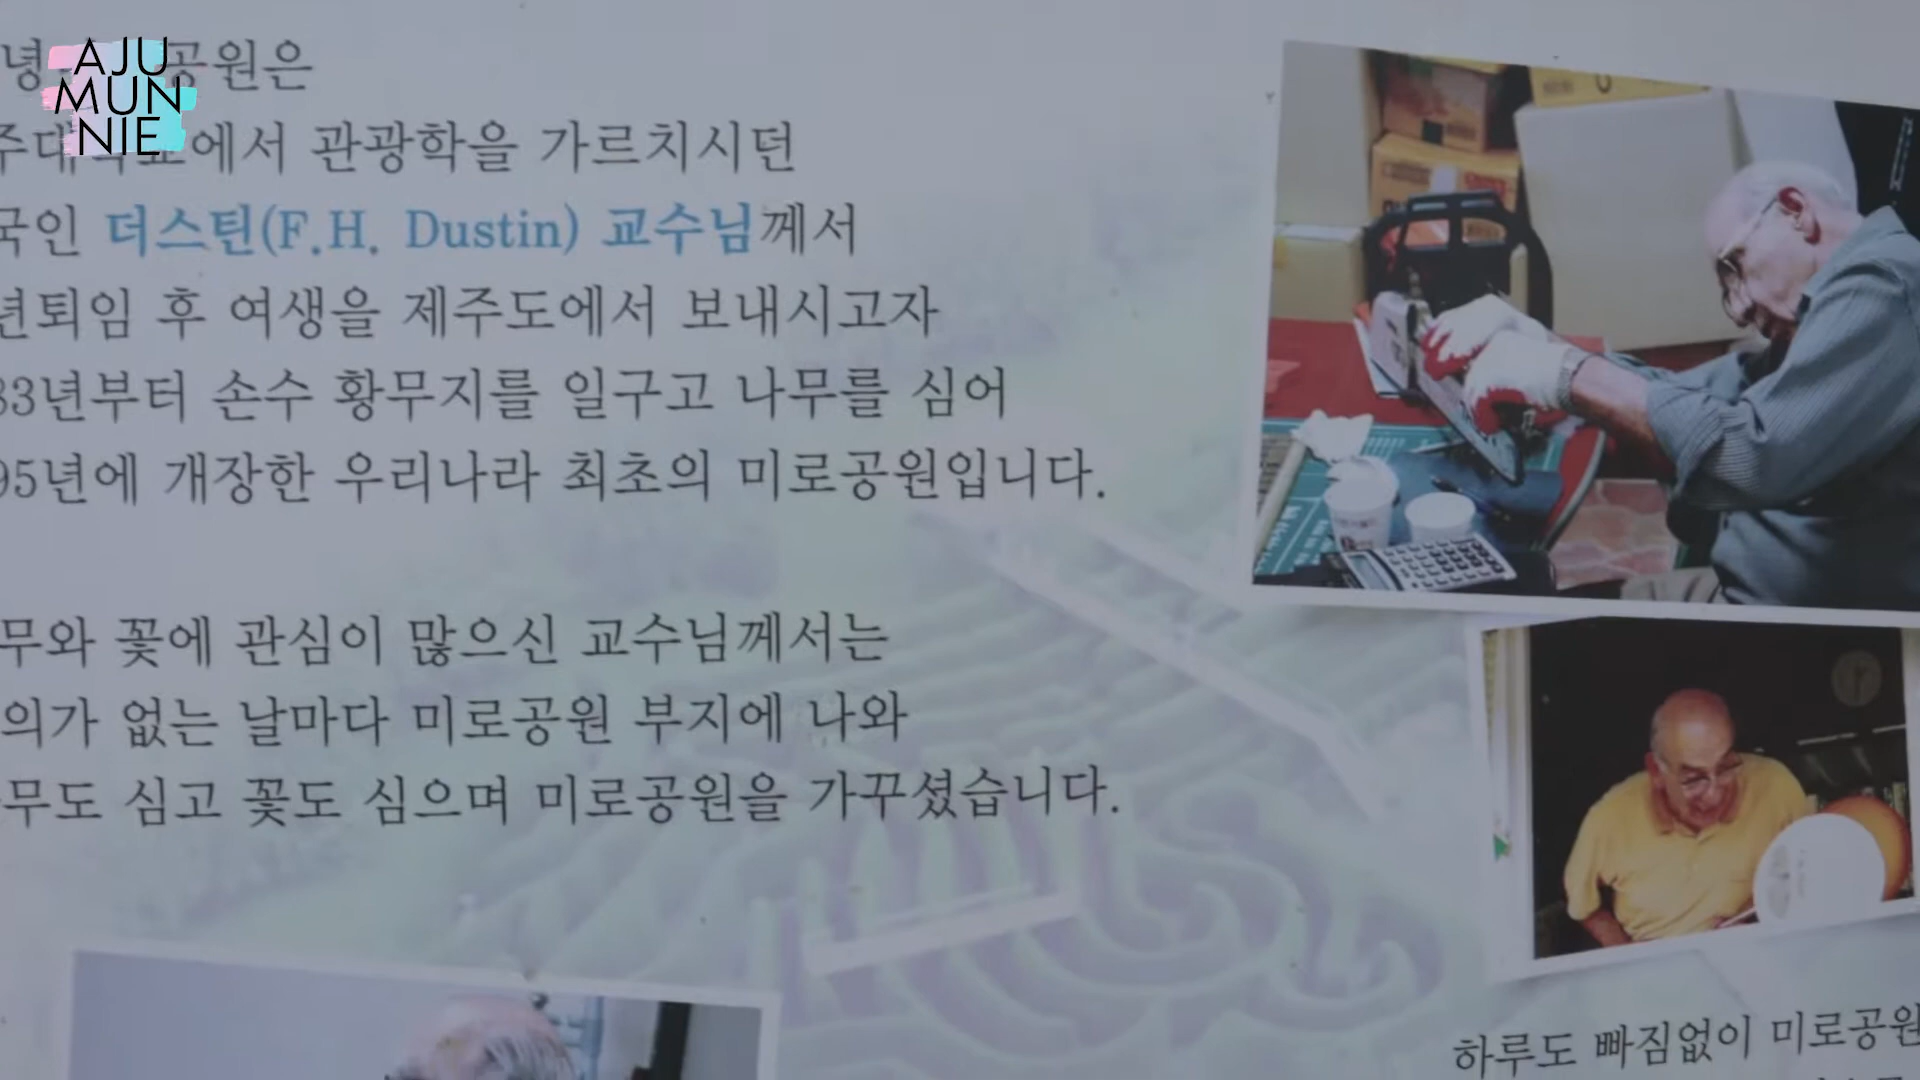 AJU
MUN
NIE
공원은
에서 관광학을 가르치시던
국인 더스틴(F.H. Dustin) 교수님께서
년퇴임 후 여생을 제주도에서 보내시고자
83년부터 손수 황무지를 일구고 나무를 심어
95년에 개장한 우리나라 최초의 미로공원입니다.
무와 꽃에 관심이 많으신 교수님께서는
의가 없는 날마다 미로공원 부지에 나와
무도 심고 꽃도 심으며 미로공원을 가꾸셨습니다.
하루도 빠짐없이 미로공원